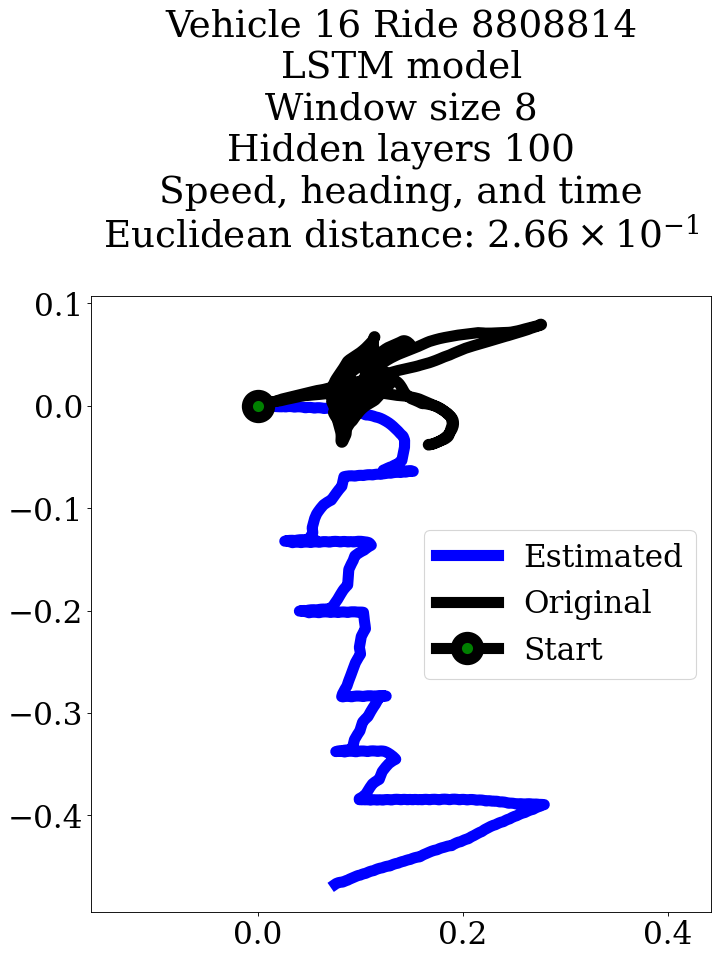 Vehicle 16 Ride 8808814
LSTM model
Window size 8
Hidden layers 100
Speed, heading, and time
Euclidean distance: 2.66 × 10⁻¹
0.1
0.0
−0.1
−0.2
−0.3
−0.4
Estimated
Original
Start
0.0 0.2 0.4